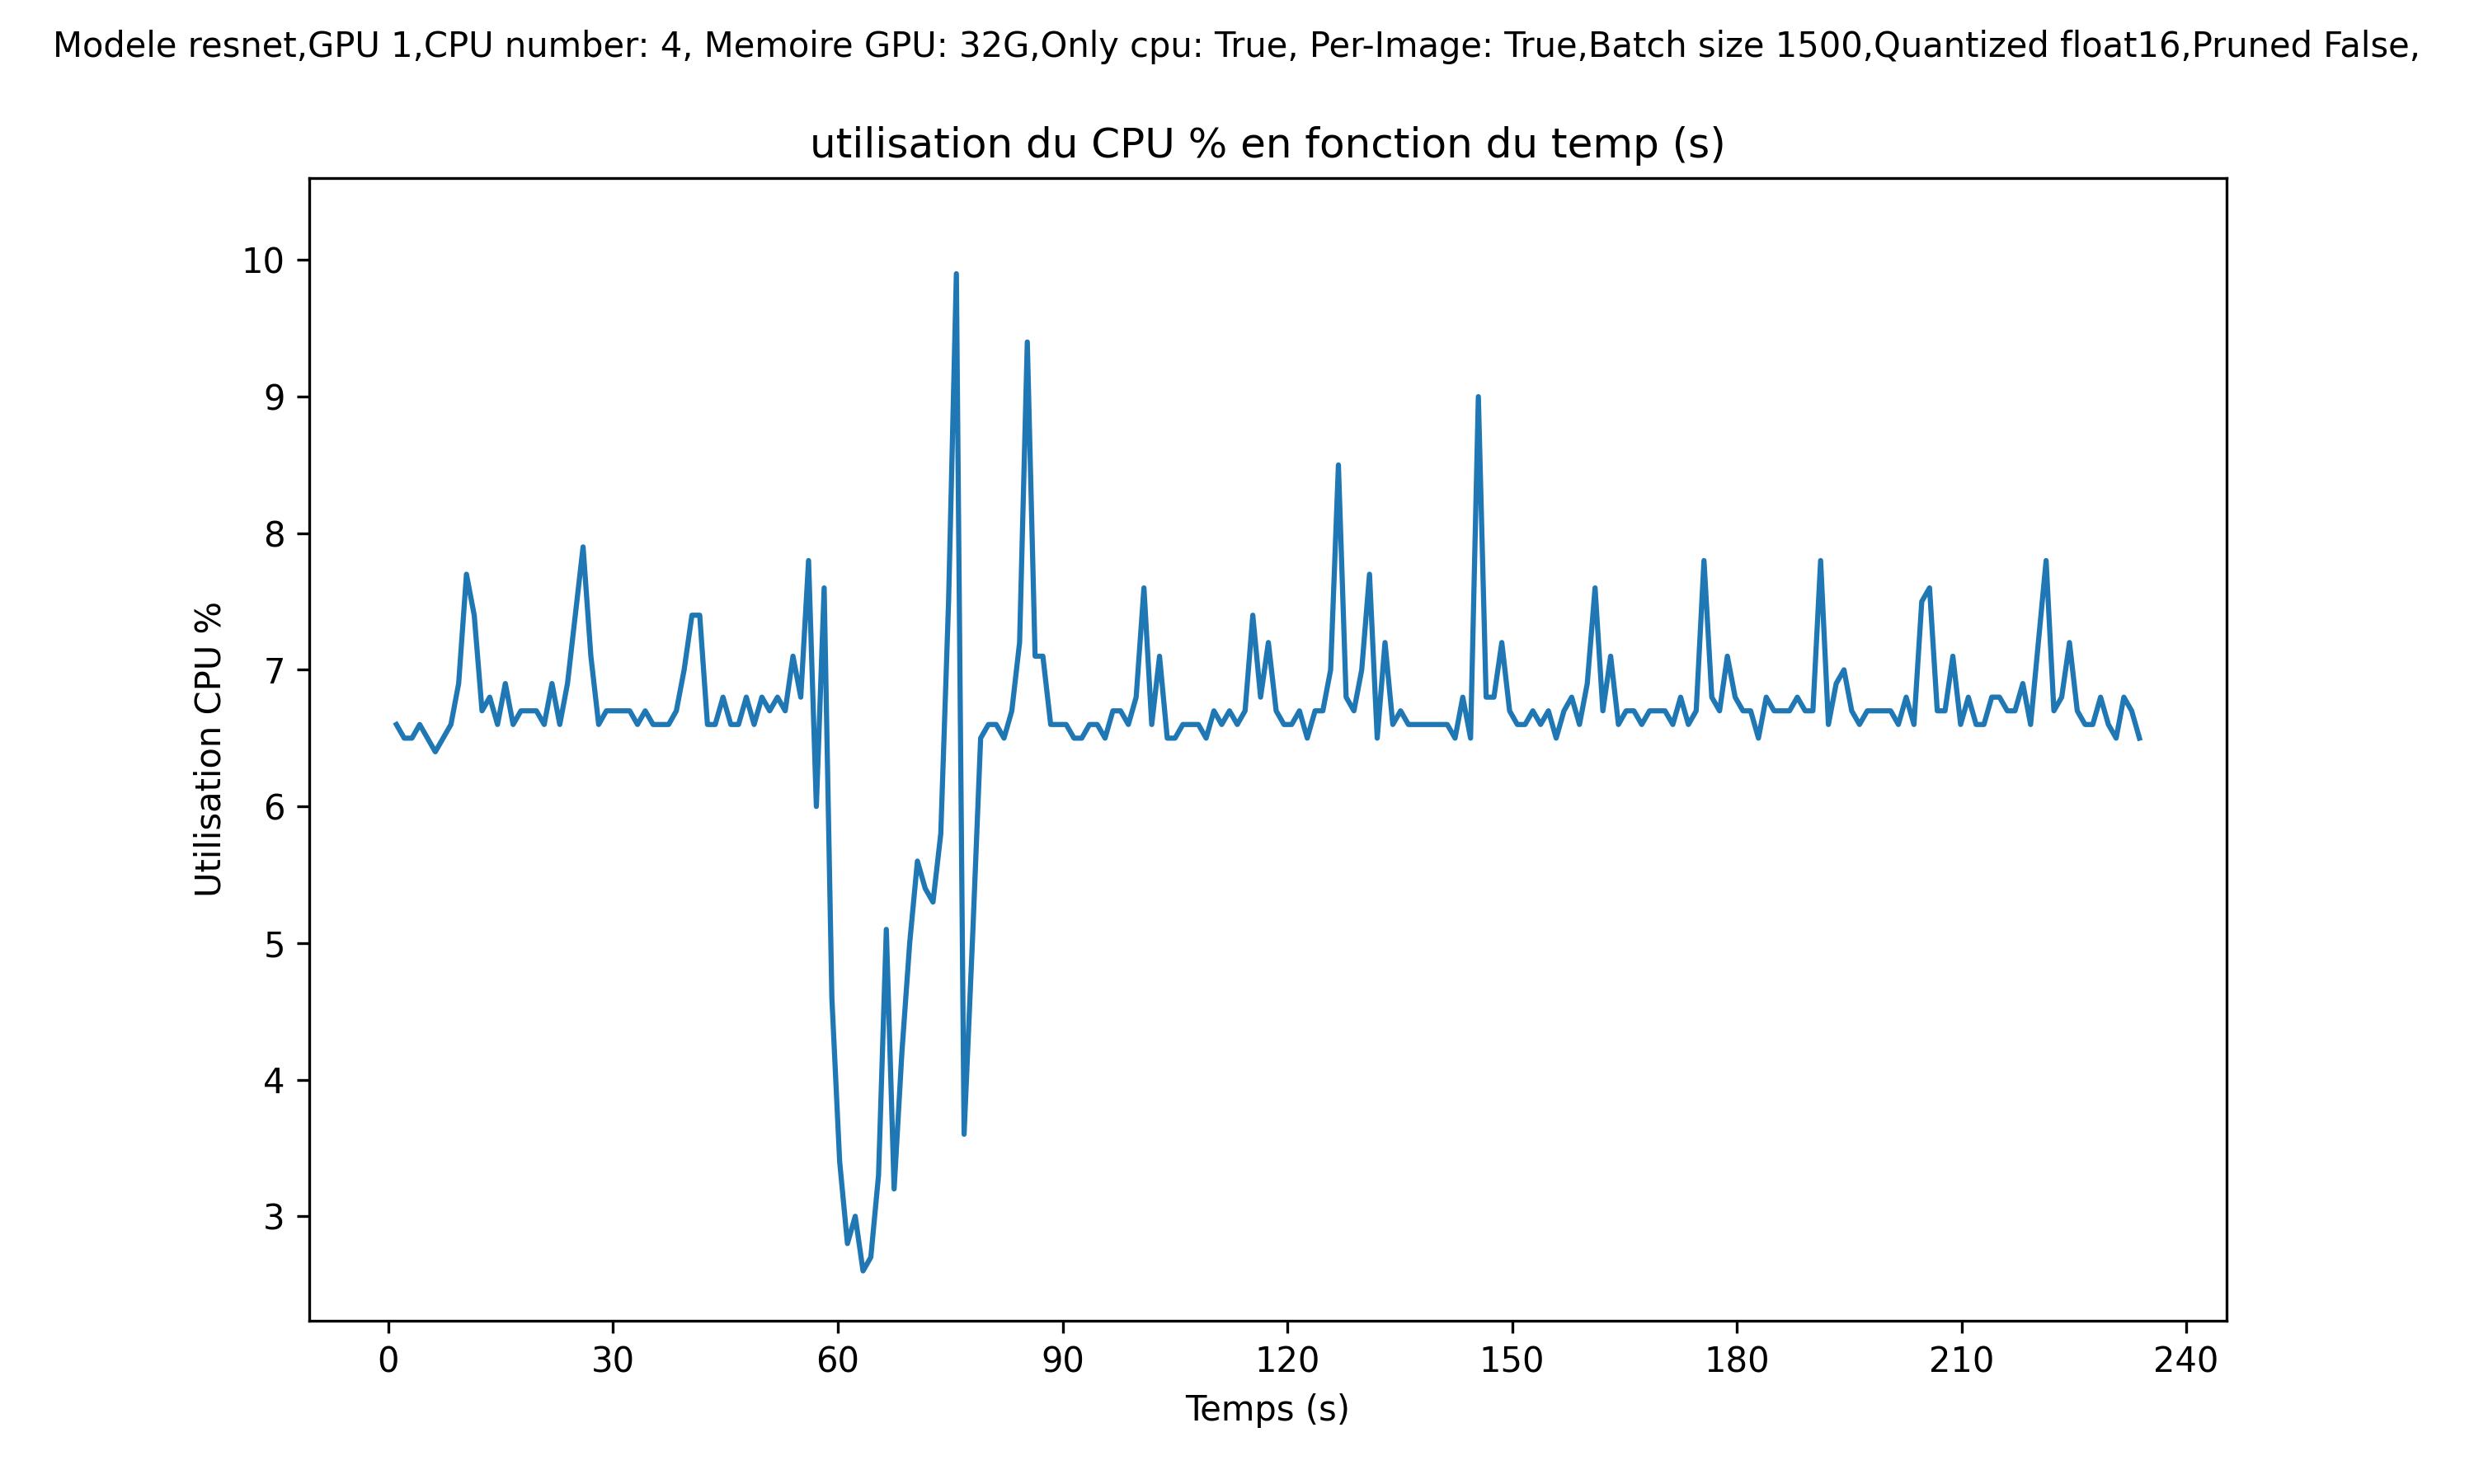 Modele resnet,GPU 1,CPU number: 4, Memoire GPU: 32G,Only cpu: True, Per-Image: True,Batch size 1500,Quantized float16,Pruned False,
utilisation du CPU % en fonction du temp (s)
10
9
8
7
6
5
4
3
Utilisation CPU %
0 30 60 90 120 150 180 210 240
Temps (s)